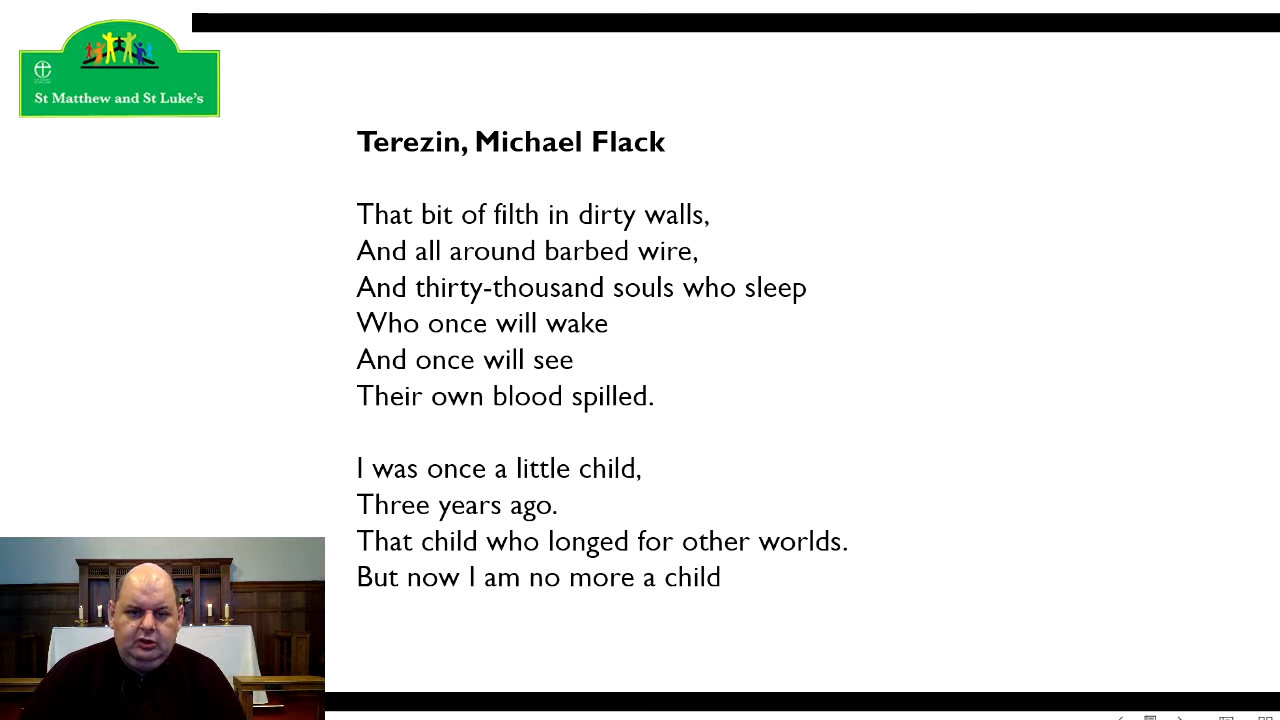 St Matthew and St Luke's
Terezin, Michael Flack
That bit of filth in dirty walls,
And all around barbed wire,
And thirty-thousand souls who sleep
Who once will wake
And once will see
Their own blood spilled.
I was once a little child,
Three years ago.
That child who longed for other worlds.
But now I am no more a child